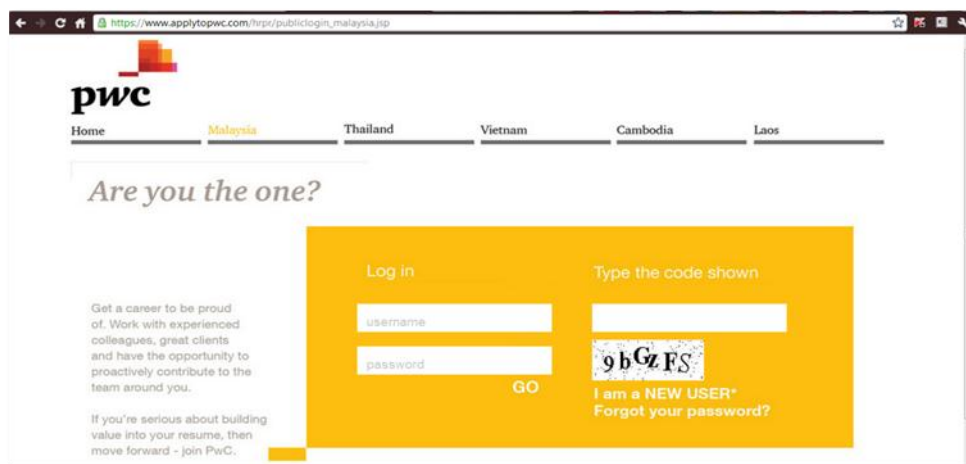 https://www.applytopwc.com/hrpr/publiclogin_malaysia.jsp
pwc
Home Malaysia Thailand Vietnam Cambodia Laos
Are you the one?
Log in
Type the code shown
Get a career to be proud
of. Work with experienced
colleagues, great clients
and have the opportunity to
proactively contribute to the
team around you.
If you're serious about building
value into your resume, then
move forward - join PwC.
username
password
GO
9bGzFS
I am a NEW USER*
Forgot your password?